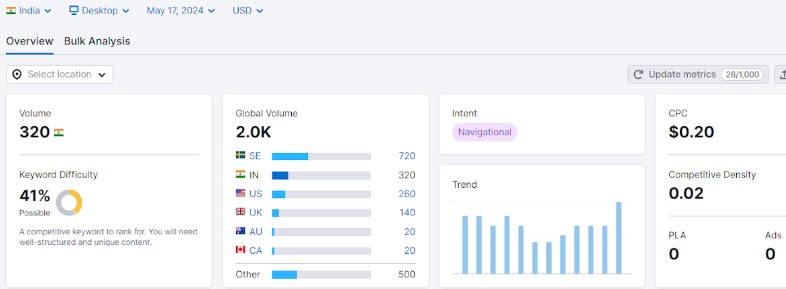 India Desktop May 17, 2024 USD
Overview Bulk Analysis
Select location Update metrics 26/1,000
Volume
320
Keyword Difficulty
41%
Possible
A competitive keyword to rank for. You will need
well-structured and unique content.
Global Volume
2.0K
SE 720
IN 320
US 260
UK 140
AU 20
CA 20
Other 500
Intent
Navigational
Trend
CPC
$0.20
Competitive Density
0.02
PLA Ads
0 0